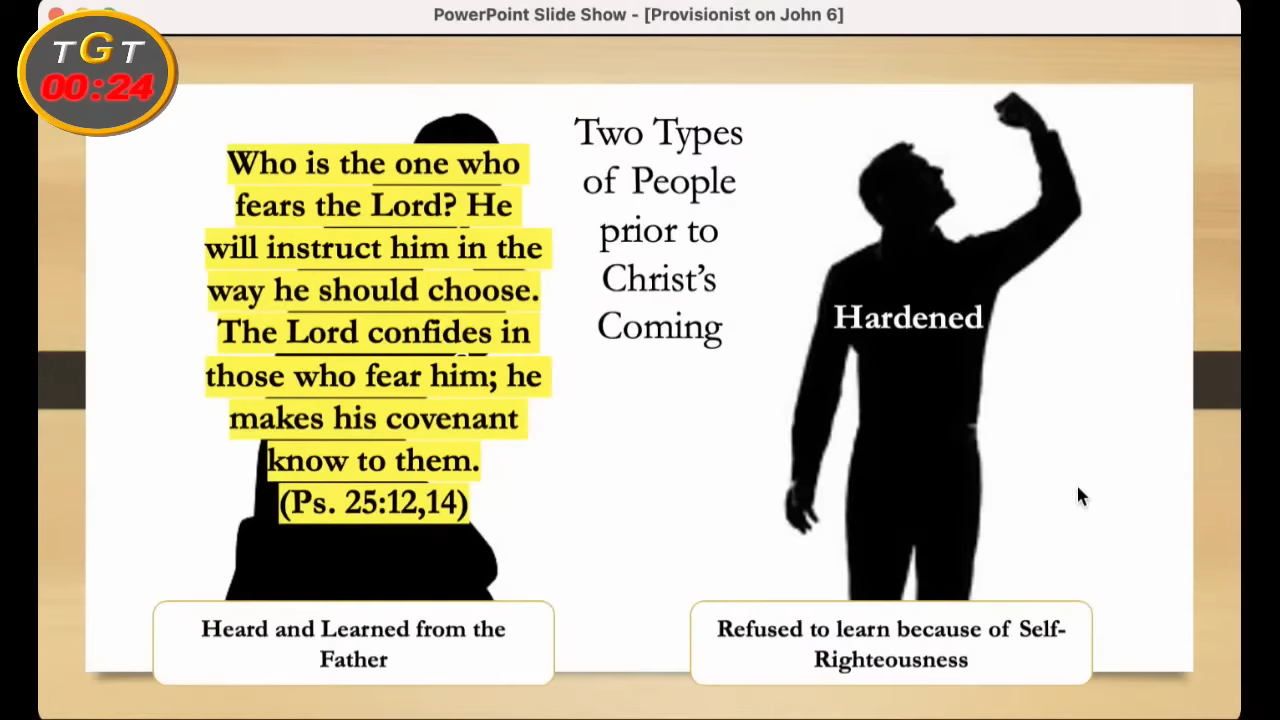 PowerPoint Slide Show - [Provisionist on John 6]
TGT
00:24
Who is the one who
fears the Lord? He
will instruct him in the
way he should choose.
The Lord confides in
those who fear him; he
makes his covenant
know to them.
(Ps. 25:12,14)
Two Types
of People
prior to
Christ's
Coming
Hardened
Heard and Learned from the
Father
Refused to learn because of Self-
Righteousness